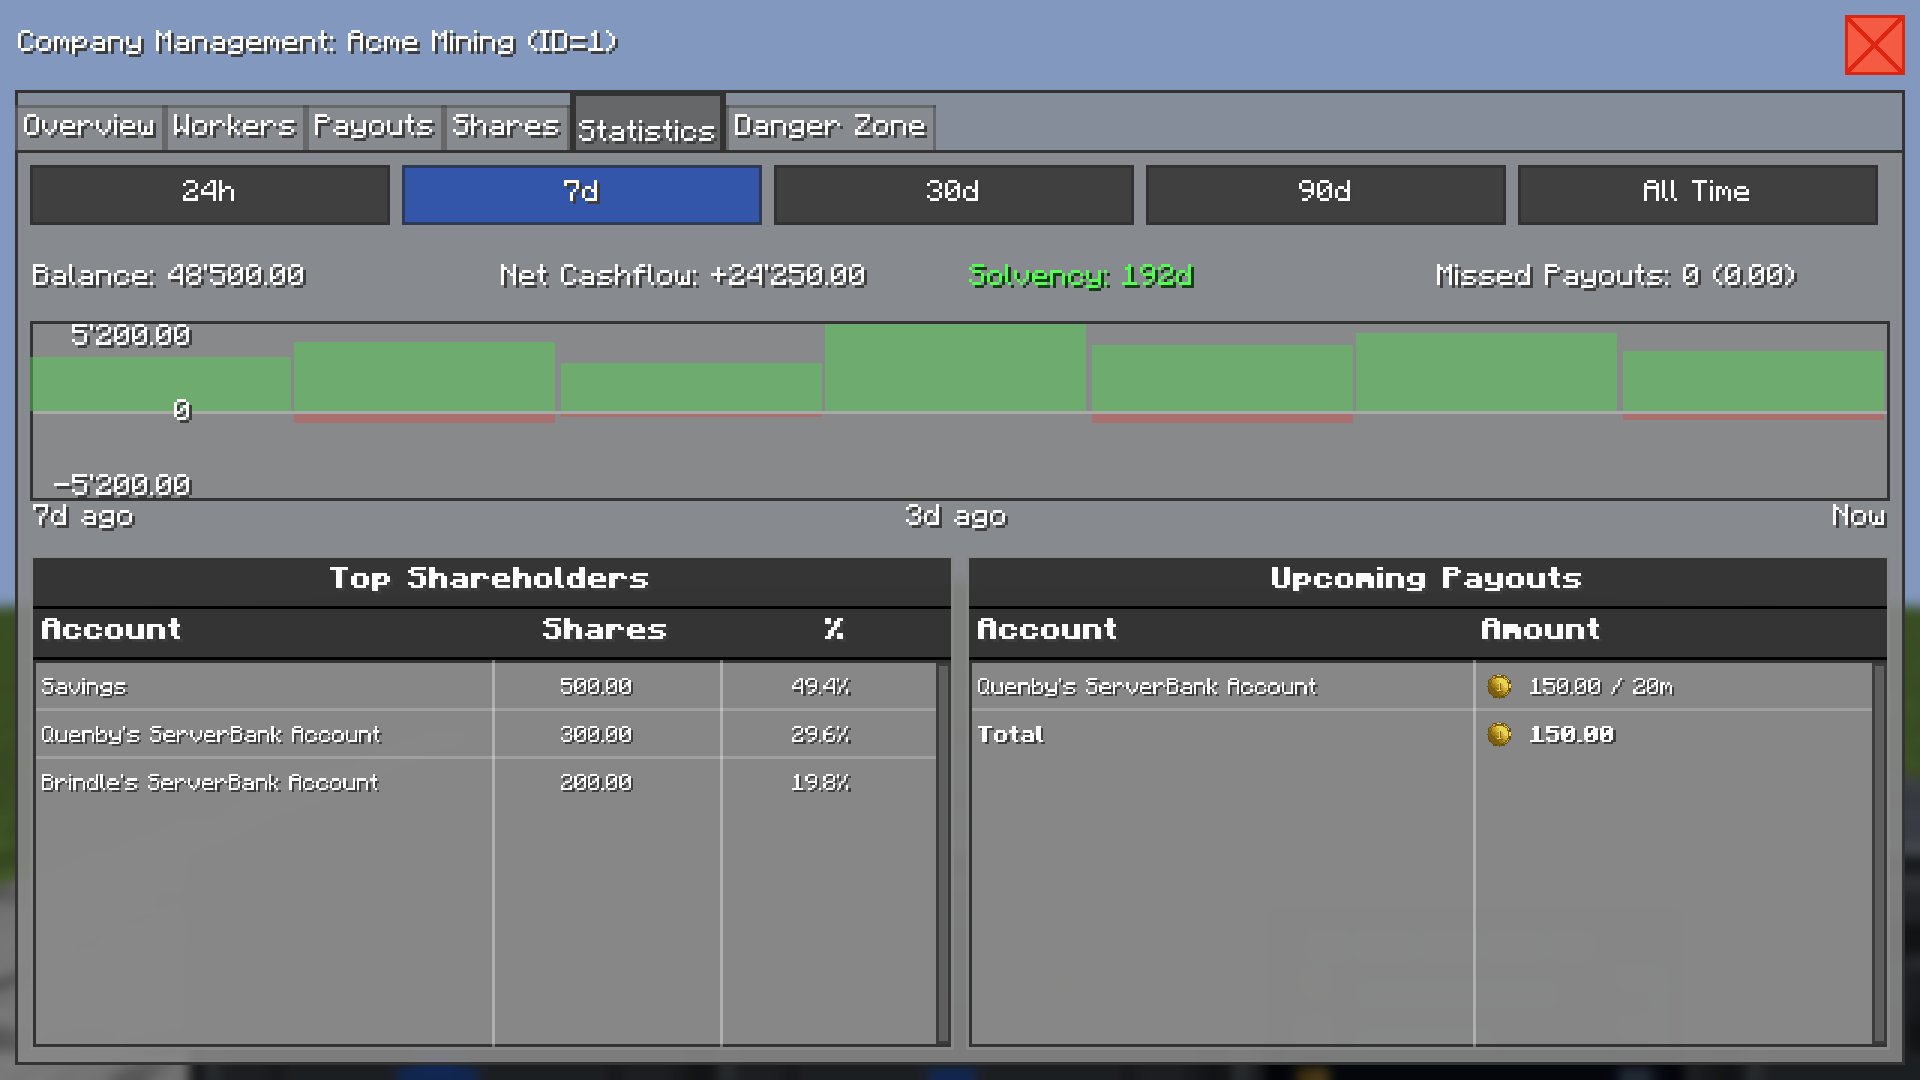 Company Management: Acme Mining (ID=1)
Overview Workers Payouts Shares Statistics Danger Zone
24h 7d 30d 90d All Time
Balance: 48'500.00 Net Cashflow: +24'250.00 Solvency: 192d Missed Payouts: 0 (0.00)
5'200.00
0
-5'200.00
7d ago 3d ago Now
Top Shareholders
Account Shares %
Savings 500.00 49.4%
Quenby's ServerBank Account 300.00 29.6%
Brindle's ServerBank Account 200.00 19.8%
Upcoming Payouts
Account Amount
Quenby's ServerBank Account 150.00 / 20m
Total 150.00